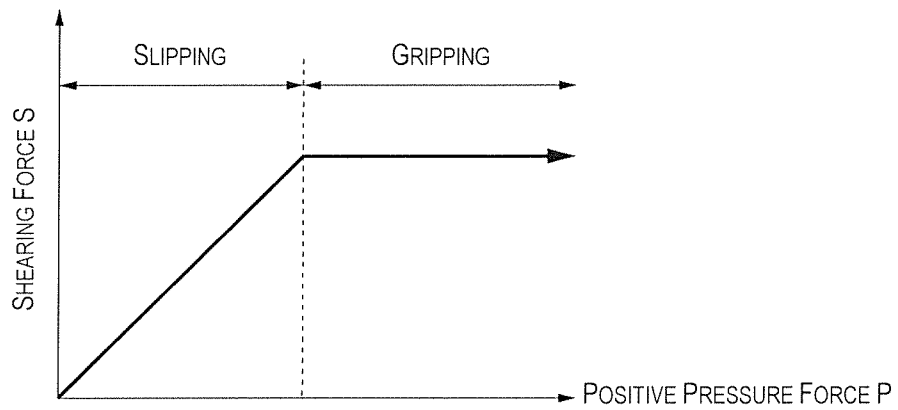 SLIPPING
GRIPPING
SHEARING FORCE S
POSITIVE PRESSURE FORCE P